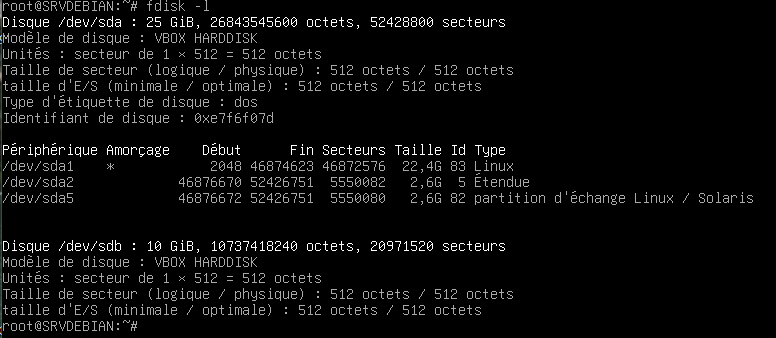 root@SRVDEBIAN:~# fdisk -l
Disque /dev/sda : 25 GiB, 26843545600 octets, 52428800 secteurs
Modèle de disque : VBOX HARDDISK
Unités : secteur de 1 × 512 = 512 octets
Taille de secteur (logique / physique) : 512 octets / 512 octets
taille d'E/S (minimale / optimale) : 512 octets / 512 octets
Type d'étiquette de disque : dos
Identifiant de disque : 0xe7f6f07d
Périphérique Amorçage Début Fin Secteurs Taille Id Type
/dev/sda1 * 2048 46874623 46872576 22,4G 83 Linux
/dev/sda2 46876670 52426751 5550082 2,6G 5 Étendue
/dev/sda5 46876672 52426751 5550080 2,6G 82 partition d'échange Linux / Solaris
Disque /dev/sdb : 10 GiB, 10737418240 octets, 20971520 secteurs
Modèle de disque : VBOX HARDDISK
Unités : secteur de 1 × 512 = 512 octets
Taille de secteur (logique / physique) : 512 octets / 512 octets
taille d'E/S (minimale / optimale) : 512 octets / 512 octets
root@SRVDEBIAN:~#